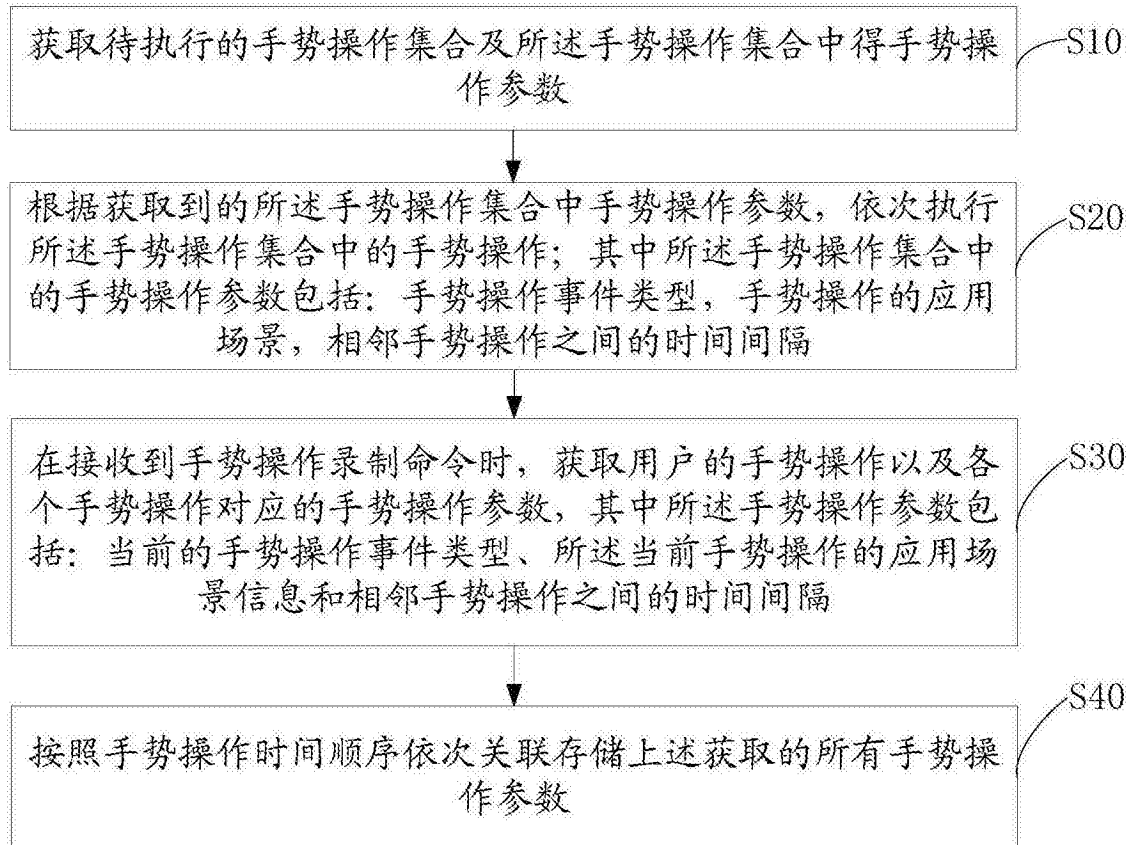 获取待执行的手势操作集合及所述手势操作集合中得手势操
作参数
S10
根据获取到的所述手势操作集合中手势操作参数，依次执行
所述手势操作集合中的手势操作；其中所述手势操作集合中
的手势操作参数包括：手势操作事件类型，手势操作的应用
场景，相邻手势操作之间的时间间隔
S20
在接收到手势操作录制命令时，获取用户的手势操作以及各
个手势操作对应的手势操作参数，其中所述手势操作参数包
括：当前的手势操作事件类型、所述当前手势操作的应用场
景信息和相邻手势操作之间的时间间隔
S30
按照手势操作时间顺序依次关联存储上述获取的所有手势操
作参数
S40